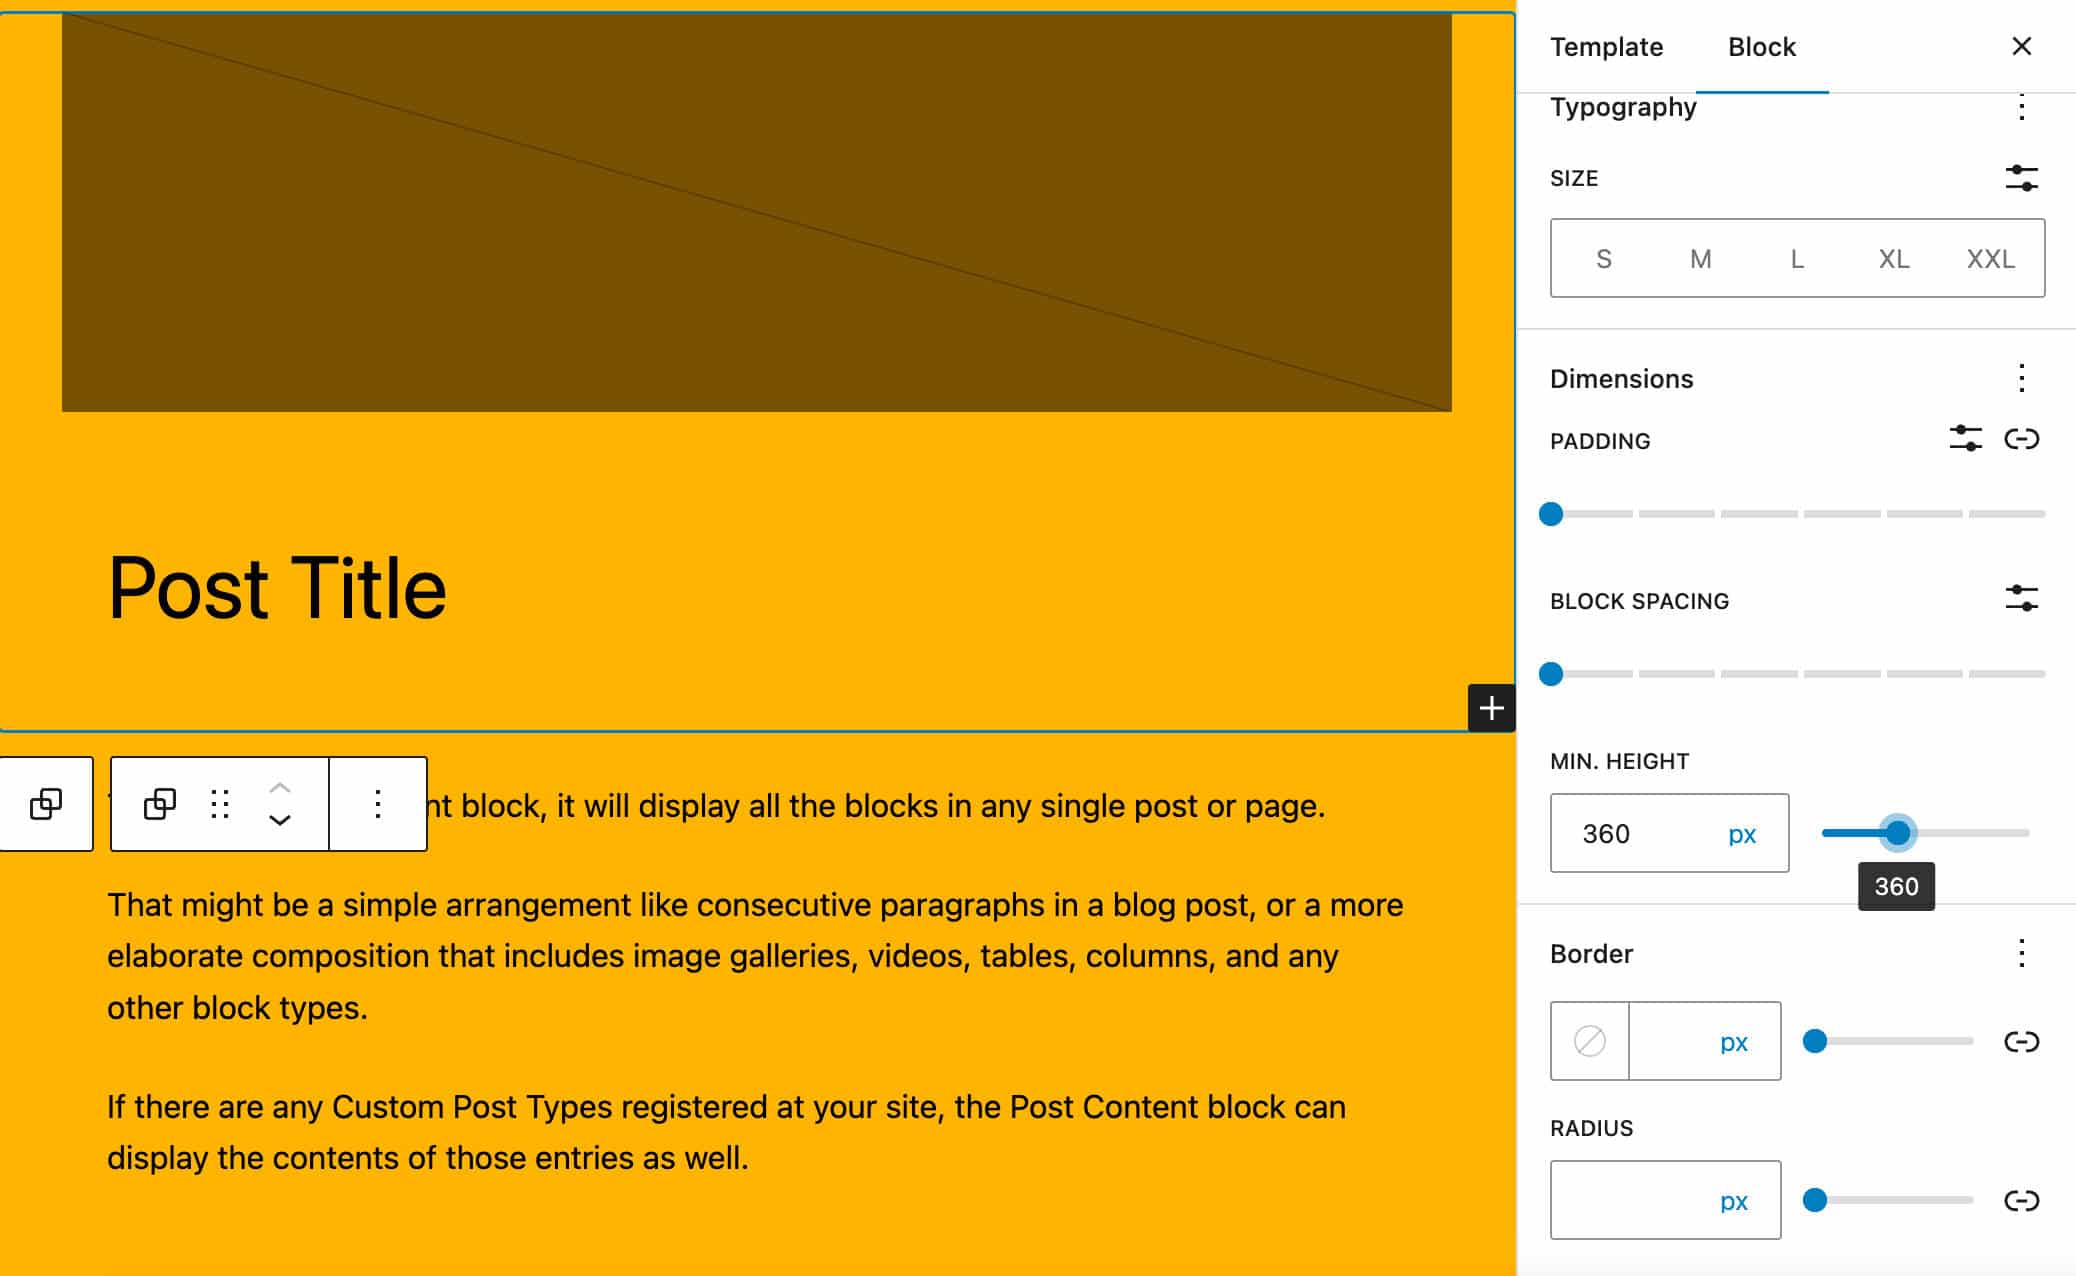 Post Title
nt block, it will display all the blocks in any single post or page.
That might be a simple arrangement like consecutive paragraphs in a blog post, or a more
elaborate composition that includes image galleries, videos, tables, columns, and any
other block types.
If there are any Custom Post Types registered at your site, the Post Content block can
display the contents of those entries as well.
Template Block
Typography
SIZE
S M L XL XXL
Dimensions
PADDING
BLOCK SPACING
MIN. HEIGHT
360 px
360
Border
px
RADIUS
px